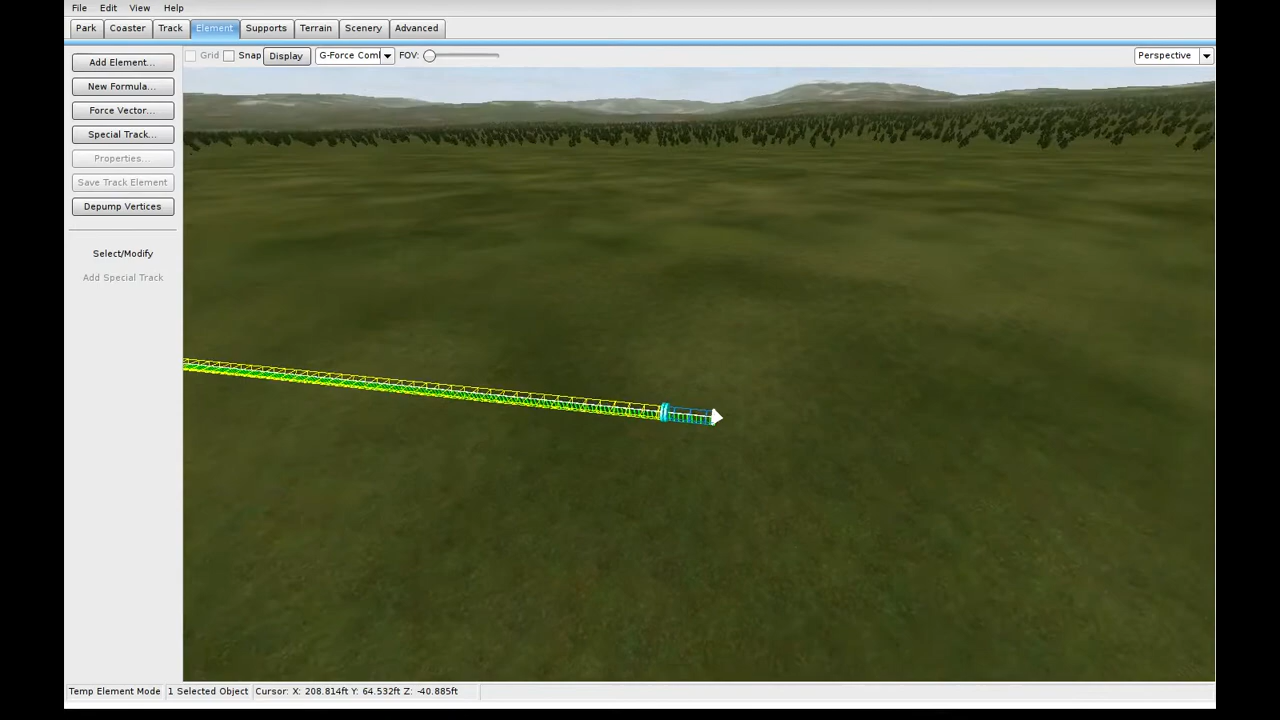 File Edit View Help
Park Coaster Track Element Supports Terrain Scenery Advanced
Grid Snap Display G-Force Coml FOV: Perspective
Add Element...
New Formula...
Force Vector...
Special Track...
Properties...
Save Track Element
Depump Vertices
Select/Modify
Add Special Track
Temp Element Mode 1 Selected Object Cursor: X: 208.814ft Y: 64.532ft Z: -40.885ft